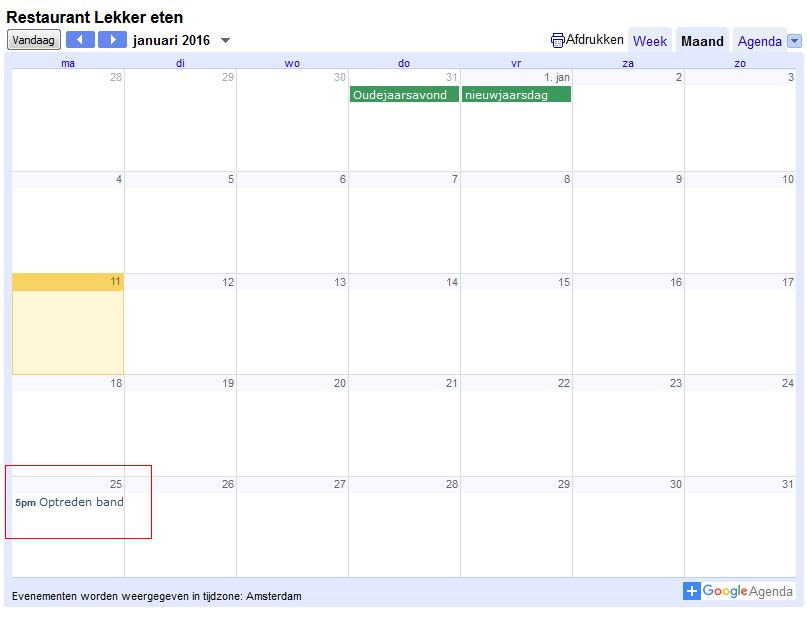 Restaurant Lekker eten
Vandaag januari 2016 Afdrukken Week Maand Agenda
ma di wo do vr za zo
28 29 30 31 1. jan 2 3
Oudejaarsavond nieuwjaarsdag
4 5 6 7 8 9 10
11 12 13 14 15 16 17
18 19 20 21 22 23 24
25 26 27 28 29 30 31
5pm Optreden band
Evenementen worden weergegeven in tijdzone: Amsterdam
Google Agenda